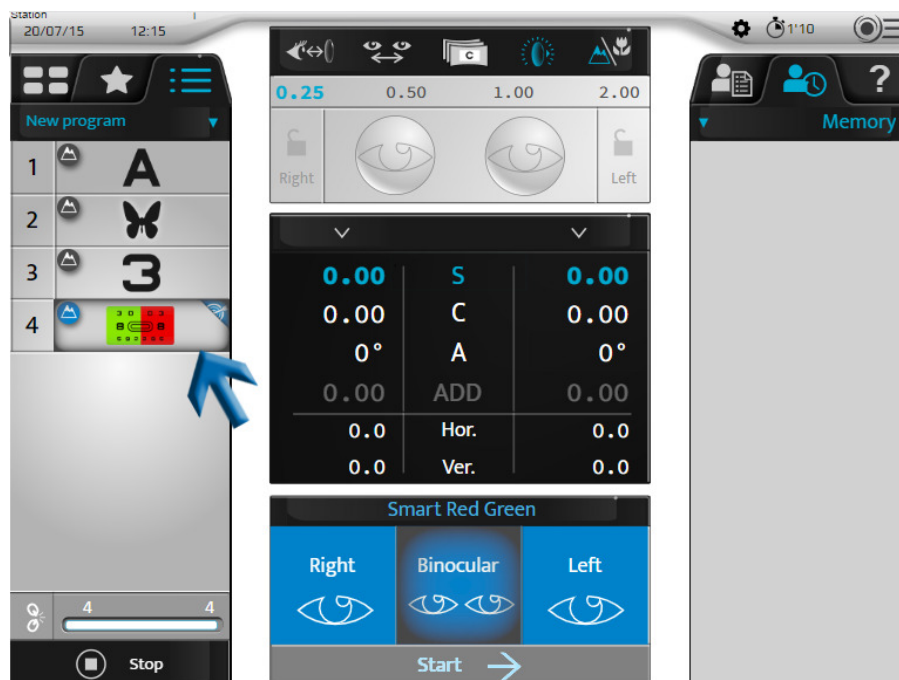 Station
20/07/15 12:15
1'10
C
0.25 0.50 1.00 2.00
?
New program
Memory
Right Left
1 A
2
3 3
4
0.00 S 0.00
0.00 C 0.00
0° A 0°
0.00 ADD 0.00
0.0 Hor. 0.0
0.0 Ver. 0.0
Smart Red Green
Right Binocular Left
4 4
Stop
Start